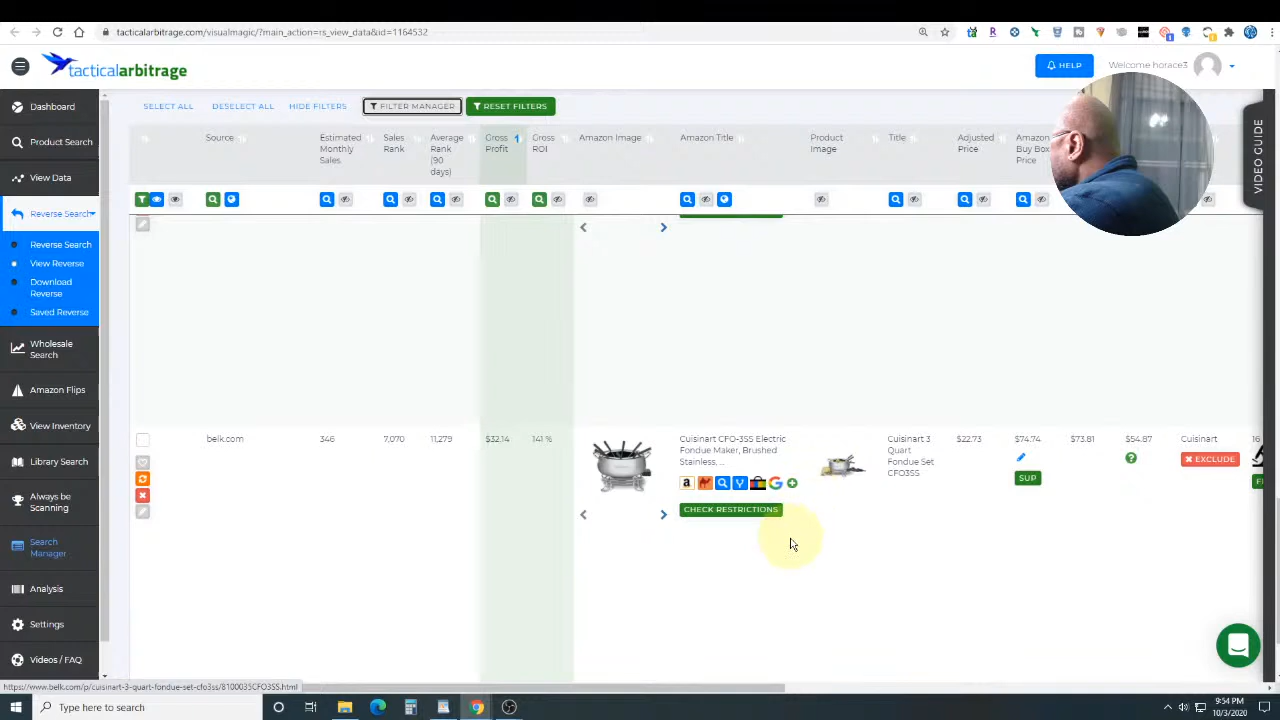 tacticalarbitrage.com/visualmagic/?main_action=rs_view_data&id=1164532
tacticalarbitrage
HELP
Welcome horace3
Dashboard
Product Search
View Data
Reverse Search
Reverse Search
View Reverse
Download
Reverse
Saved Reverse
Wholesale
Search
Amazon Flips
View Inventory
Library Search
Always be
Scanning
Search
Manager
Analysis
Settings
Videos / FAQ
SELECT ALL
DESELECT ALL
HIDE FILTERS
FILTER MANAGER
RESET FILTERS
VIDEO GUIDE
Source
Estimated
Monthly
Sales
Sales
Rank
Average
Rank
(90
days)
Gross
Profit
Gross
ROI
Amazon Image
Amazon Title
Product
Image
Title
Adjusted
Price
Amazon
Buy Box
Price
belk.com
346
7,070
11,279
$32.14
141 %
Cuisinart CFO-3SS Electric
Fondue Maker, Brushed
Stainless, ...
CHECK RESTRICTIONS
Cuisinart 3
Quart
Fondue Set
CFO3SS
$22.73
$74.74
SUP
$73.81
$54.87
Cuisinart
EXCLUDE
16
https://www.belk.com/p/cuisinart-3-quart-fondue-set-cfo3ss/8100035CFO3SS.html
Type here to search
9:54 PM
10/3/2020